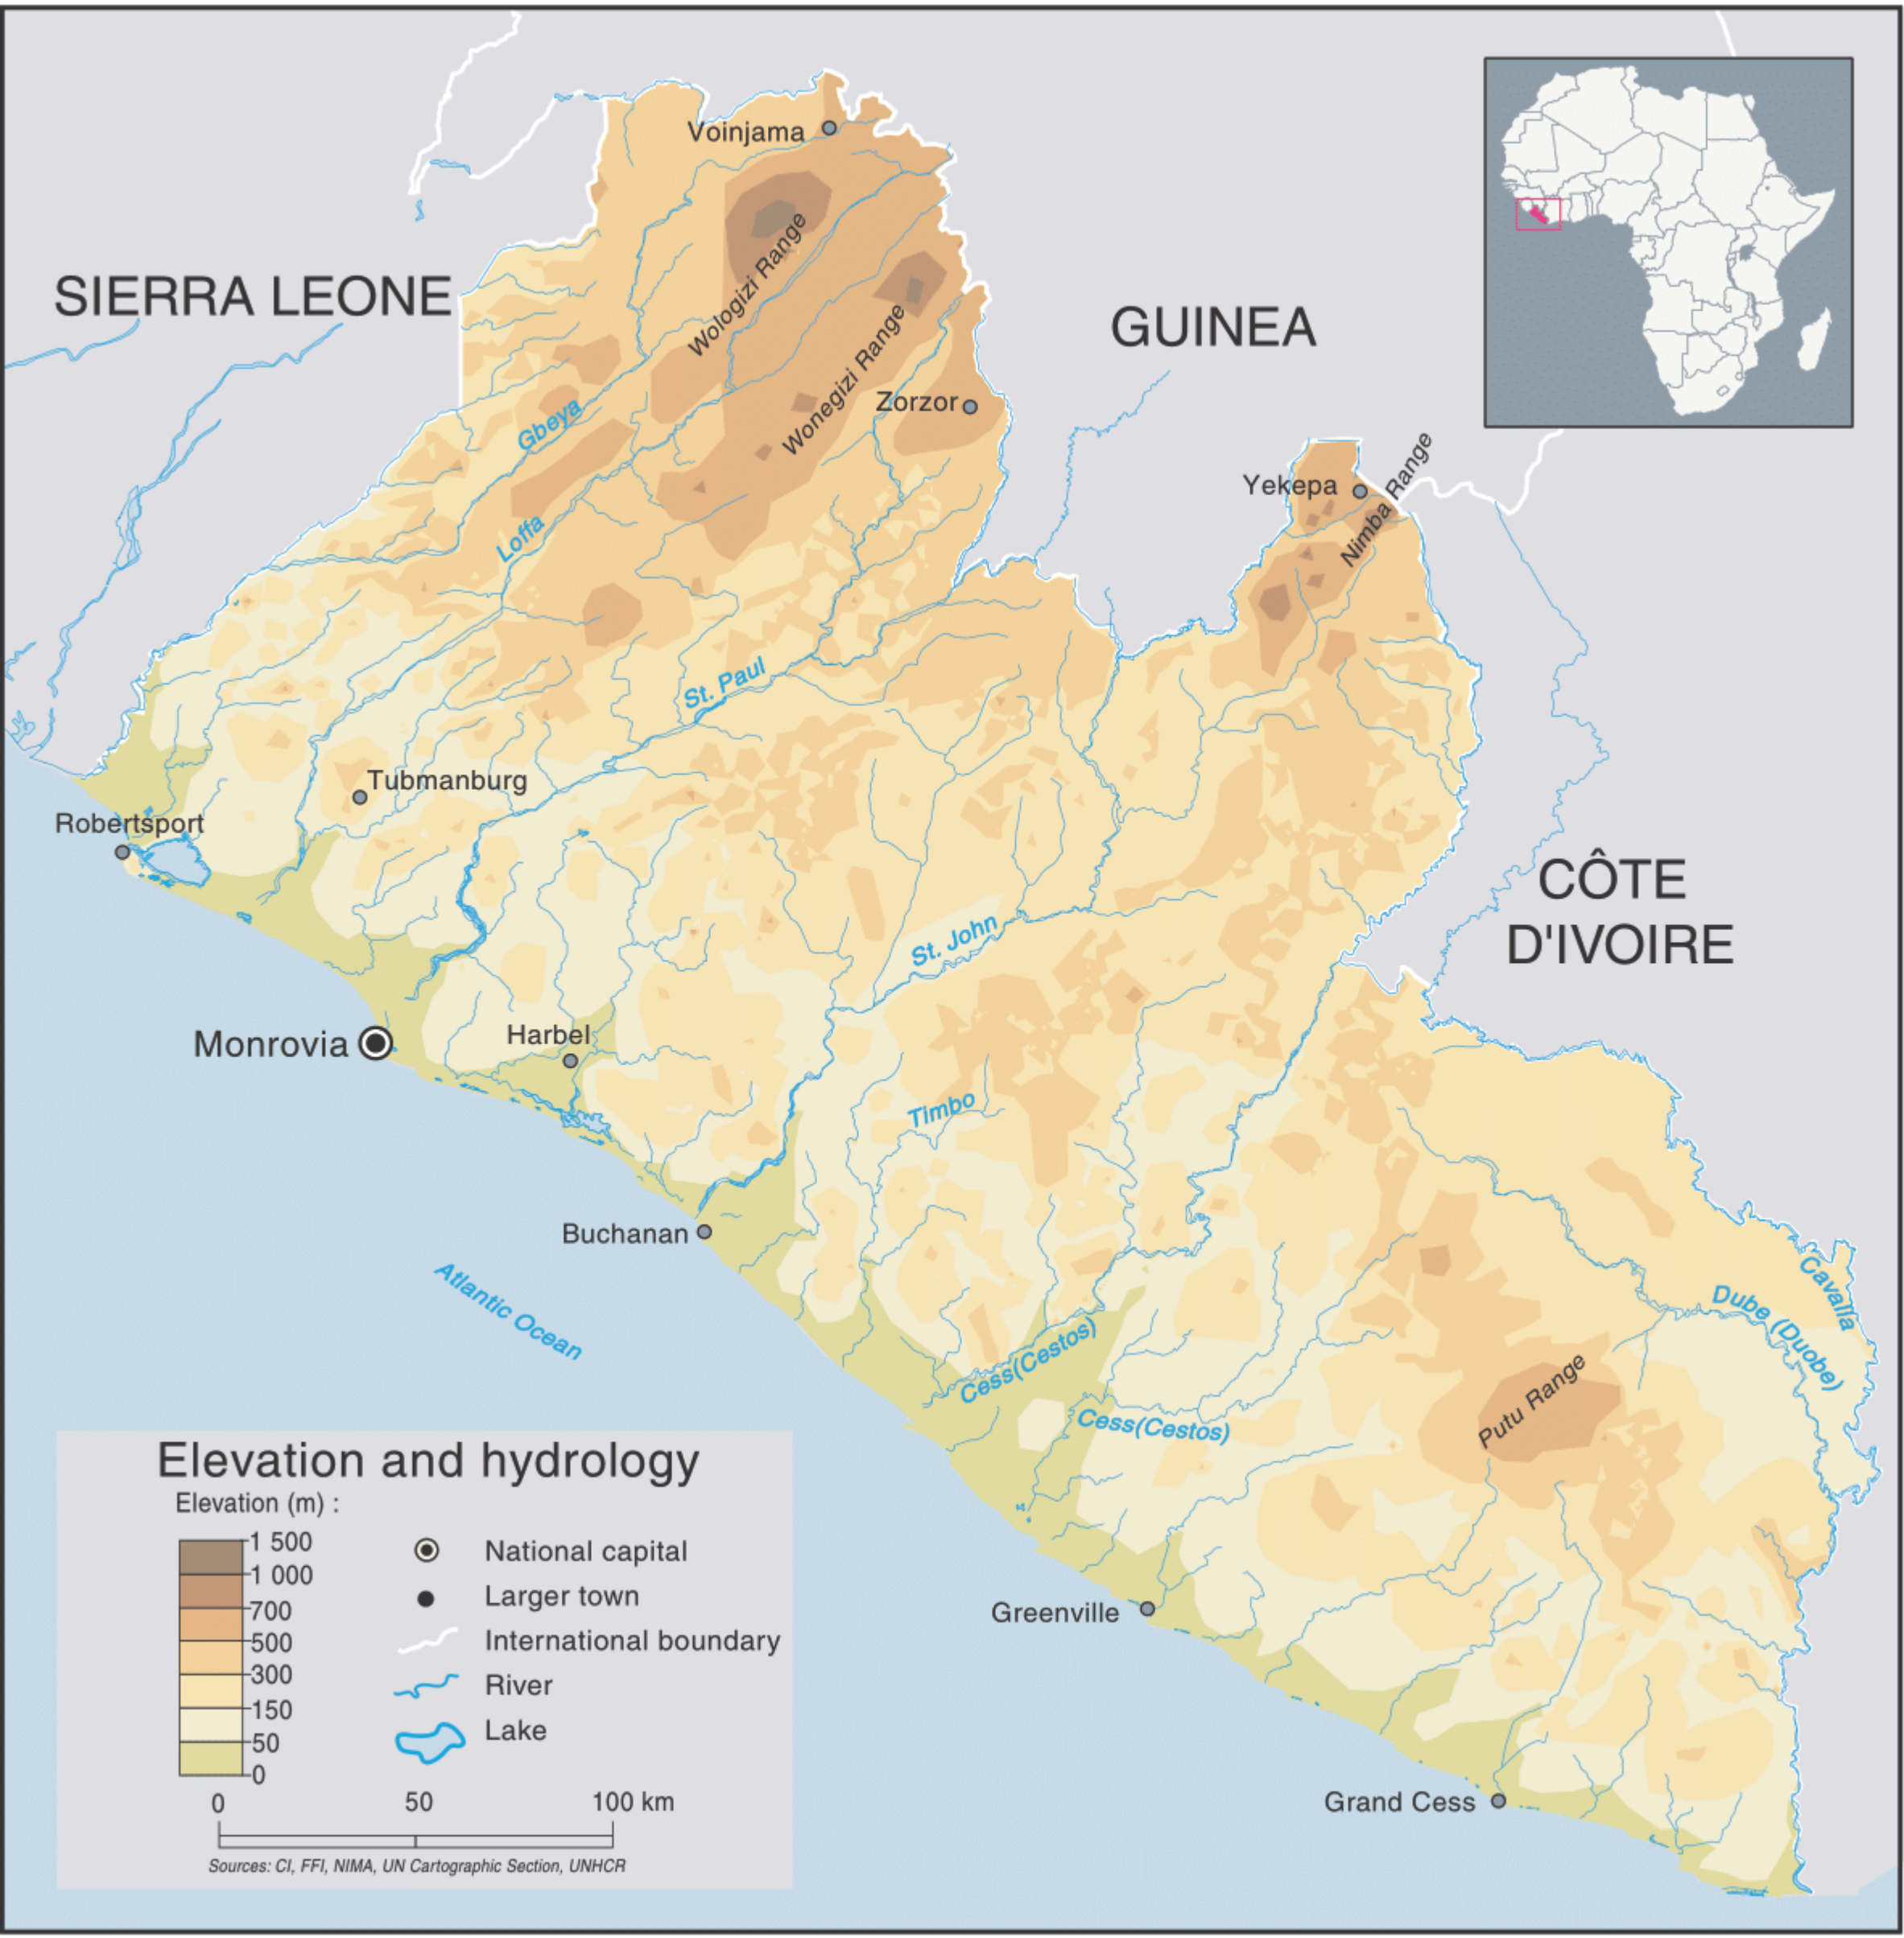 Voinjama
SIERRA LEONE
Wologizi Range
GUINEA
Wonegizi Range
Zorzor
Gbeya
Yekepa
Nimba Range
Loffa
St. Paul
Tubmanburg
Robertsport
CÔTE
D'IVOIRE
St. John
Monrovia
Harbel
Timbo
Buchanan
Atlantic Ocean
Cavalla
Dube (Duobe)
Cess(Cestos)
Putu Range
Cess(Cestos)
Greenville
Grand Cess
Elevation and hydrology
Elevation (m) :
1 500
1 000
700
500
300
150
50
0
National capital
Larger town
International boundary
River
Lake
0 50 100 km
Sources: CI, FFI, NIMA, UN Cartographic Section, UNHCR